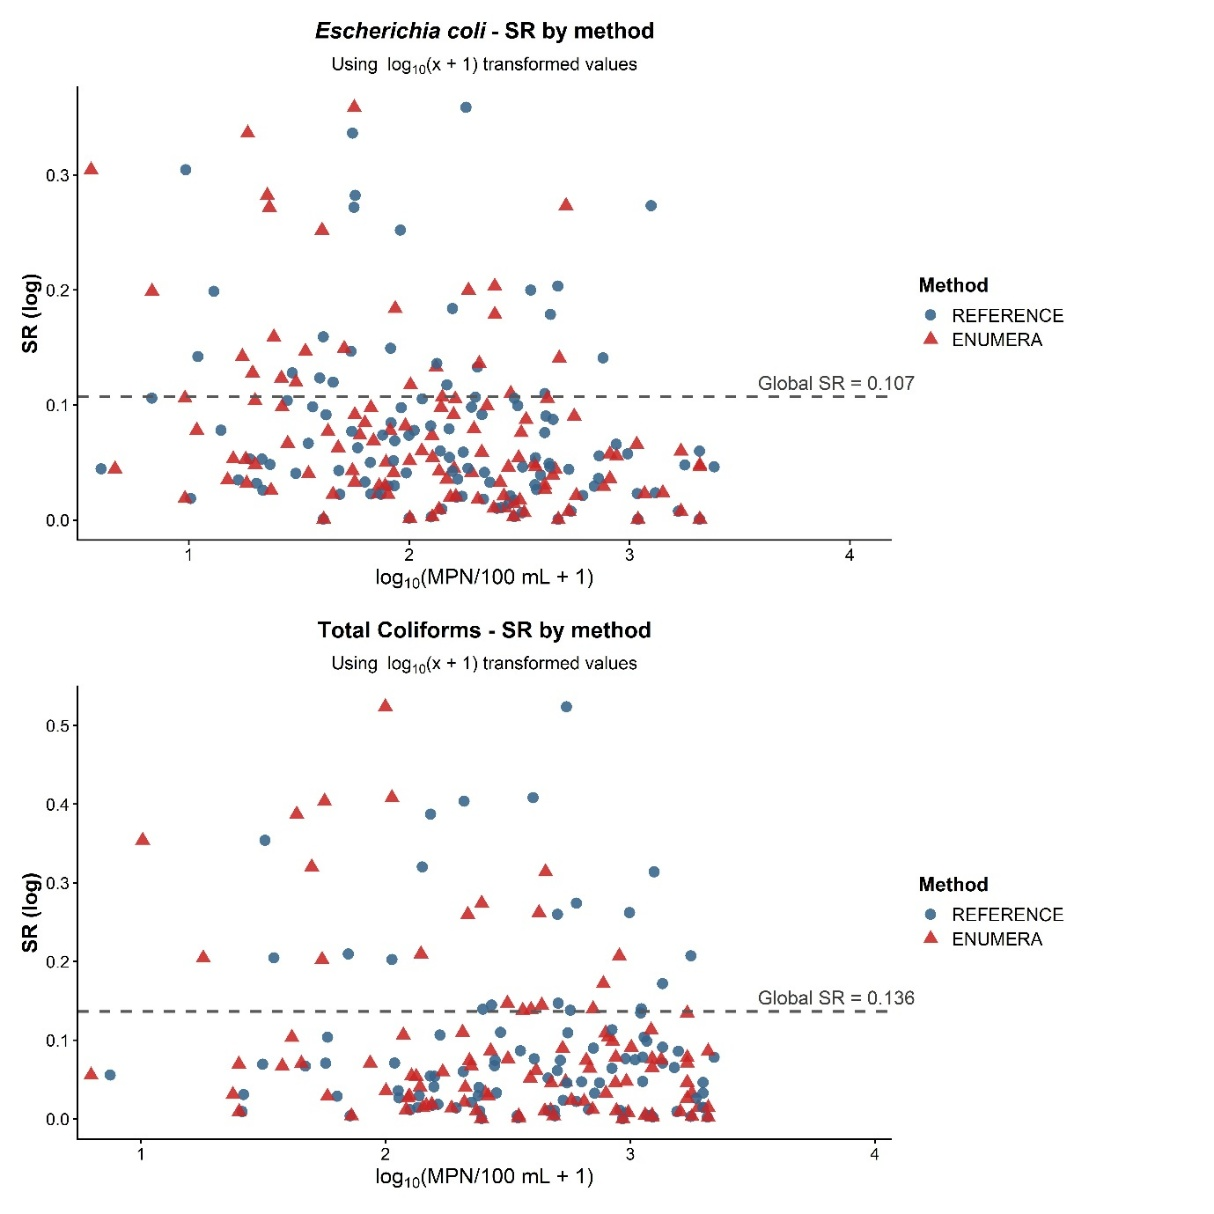 Escherichia coli - SR by method
Using log₁₀(x + 1) transformed values
SR (log)
0.3
0.2
0.1
0.0
Global SR = 0.107
1 2 3 4
log₁₀(MPN/100 mL + 1)
Method
REFERENCE
ENUMERA
Total Coliforms - SR by method
Using log₁₀(x + 1) transformed values
SR (log)
0.5
0.4
0.3
0.2
0.1
0.0
Global SR = 0.136
1 2 3 4
log₁₀(MPN/100 mL + 1)
Method
REFERENCE
ENUMERA